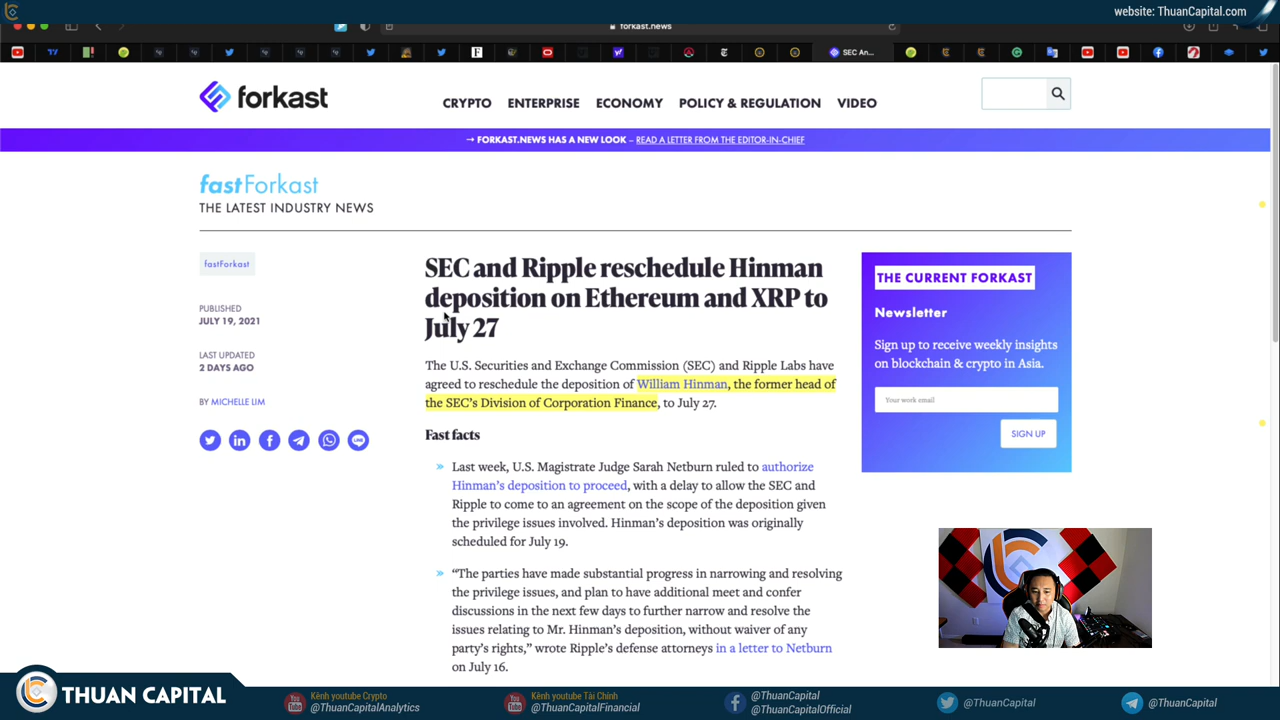 website: ThuanCapital.com
forkast.news
SEC An...
forkast
CRYPTO ENTERPRISE ECONOMY POLICY & REGULATION VIDEO
→ FORKAST.NEWS HAS A NEW LOOK – READ A LETTER FROM THE EDITOR-IN-CHIEF
fastForkast
THE LATEST INDUSTRY NEWS
fastForkast
PUBLISHED
JULY 19, 2021
LAST UPDATED
2 DAYS AGO
BY MICHELLE LIM
SEC and Ripple reschedule Hinman
deposition on Ethereum and XRP to
July 27
The U.S. Securities and Exchange Commission (SEC) and Ripple Labs have
agreed to reschedule the deposition of William Hinman, the former head of
the SEC’s Division of Corporation Finance, to July 27.
Fast facts
» Last week, U.S. Magistrate Judge Sarah Netburn ruled to authorize
Hinman’s deposition to proceed, with a delay to allow the SEC and
Ripple to come to an agreement on the scope of the deposition given
the privilege issues involved. Hinman’s deposition was originally
scheduled for July 19.
» “The parties have made substantial progress in narrowing and resolving
the privilege issues, and plan to have additional meet and confer
discussions in the next few days to further narrow and resolve the
issues relating to Mr. Hinman’s deposition, without waiver of any
party’s rights,” wrote Ripple’s defense attorneys in a letter to Netburn
on July 16.
THE CURRENT FORKAST
Newsletter
Sign up to receive weekly insights
on blockchain & crypto in Asia.
Your work email
SIGN UP
THUAN CAPITAL
Kênh youtube Crypto
@ThuanCapitalAnalytics
Kênh youtube Tài Chính
@ThuanCapitalFinancial
@ThuanCapital
@ThuanCapitalOfficial
@ThuanCapital
@ThuanCapital